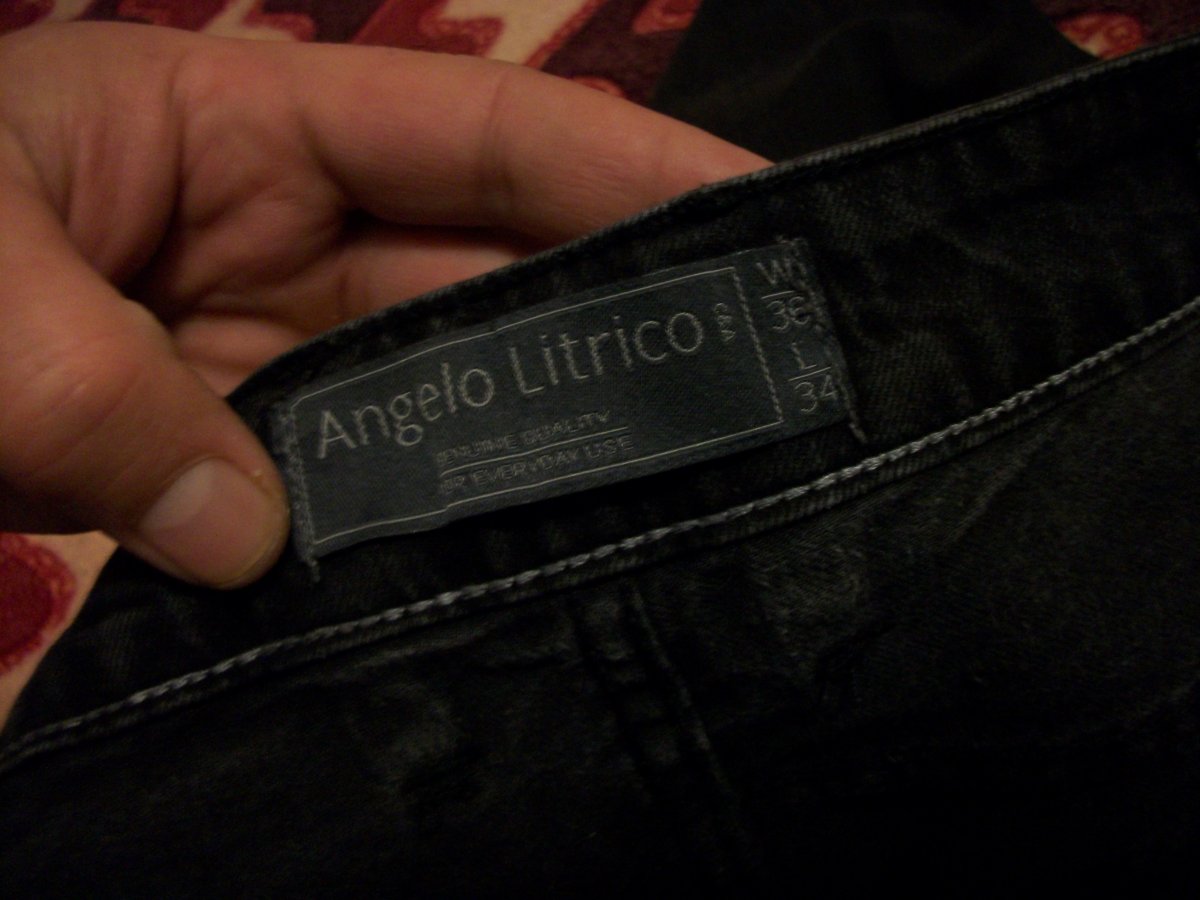 Angelo Litrico
GENUINE QUALITY
FOR EVERYDAY USE
W
36
L
34